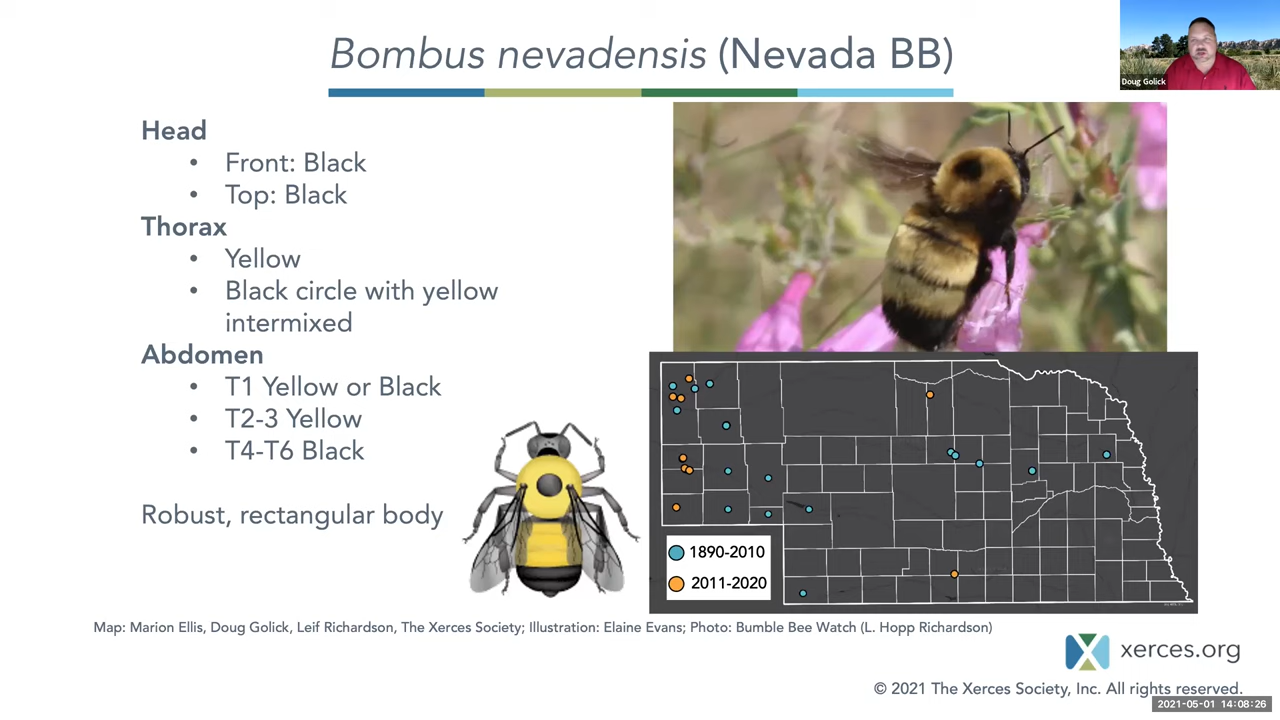 Bombus nevadensis (Nevada BB)
Doug Golick
Head
• Front: Black
• Top: Black
Thorax
• Yellow
• Black circle with yellow
intermixed
Abdomen
• T1 Yellow or Black
• T2-3 Yellow
• T4-T6 Black
Robust, rectangular body
1890-2010
2011-2020
Map: Marion Ellis, Doug Golick, Leif Richardson, The Xerces Society; Illustration: Elaine Evans; Photo: Bumble Bee Watch (L. Hopp Richardson)
xerces.org
© 2021 The Xerces Society, Inc. All rights reserved.
2021-05-01 14:08:26